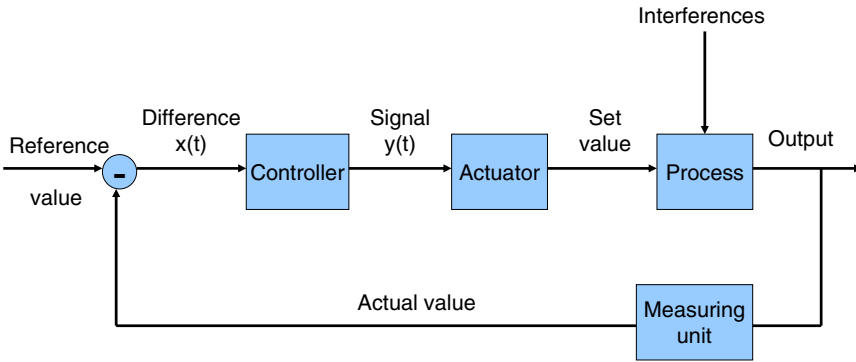 Interferences
Reference
value
-
Difference
x(t)
Controller
Signal
y(t)
Actuator
Set
value
Process
Output
Actual value
Measuring
unit